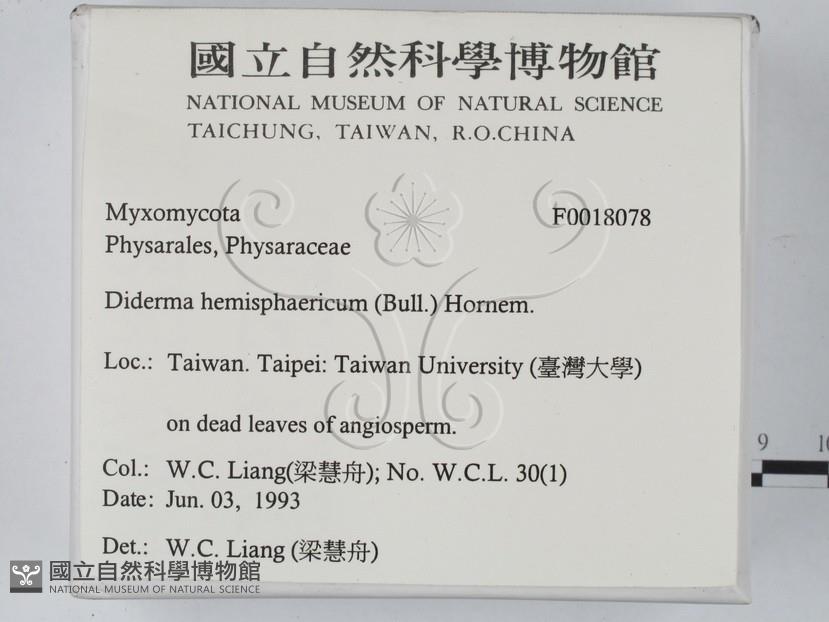 國立自然科學博物館
NATIONAL MUSEUM OF NATURAL SCIENCE
TAICHUNG, TAIWAN, R.O.CHINA
Myxomycota F0018078
Physarales, Physaraceae
Diderma hemisphaericum (Bull.) Hornem.
Loc.: Taiwan. Taipei: Taiwan University (臺灣大學)
on dead leaves of angiosperm.
Col.: W.C. Liang(梁慧舟); No. W.C.L. 30(1)
Date: Jun. 03, 1993
Det.: W.C. Liang (梁慧舟)
9 10
國立自然科學博物館
NATIONAL MUSEUM OF NATURAL SCIENCE